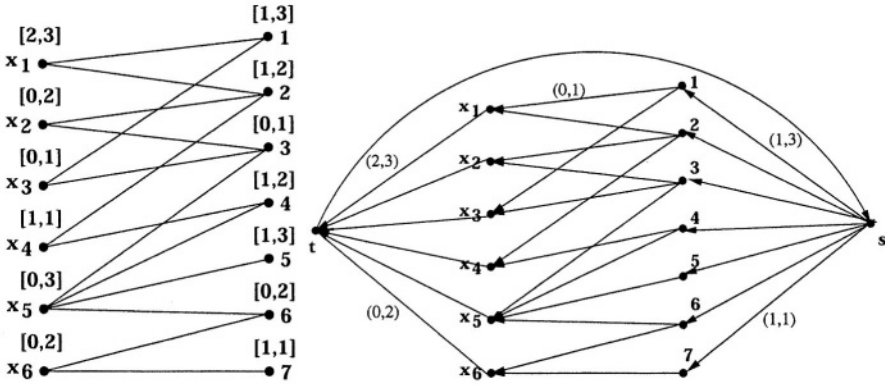 [2,3]
x1
[0,2]
x2
[0,1]
x3
[1,1]
x4
[0,3]
x5
[0,2]
x6
[1,3]
1
[1,2]
2
[0,1]
3
[1,2]
4
[1,3]
5
[0,2]
6
[1,1]
7
(0,1)
(2,3)
(0,2)
(1,3)
(1,1)
t
x1
x2
x3
x4
x5
x6
1
2
3
4
5
6
7
s